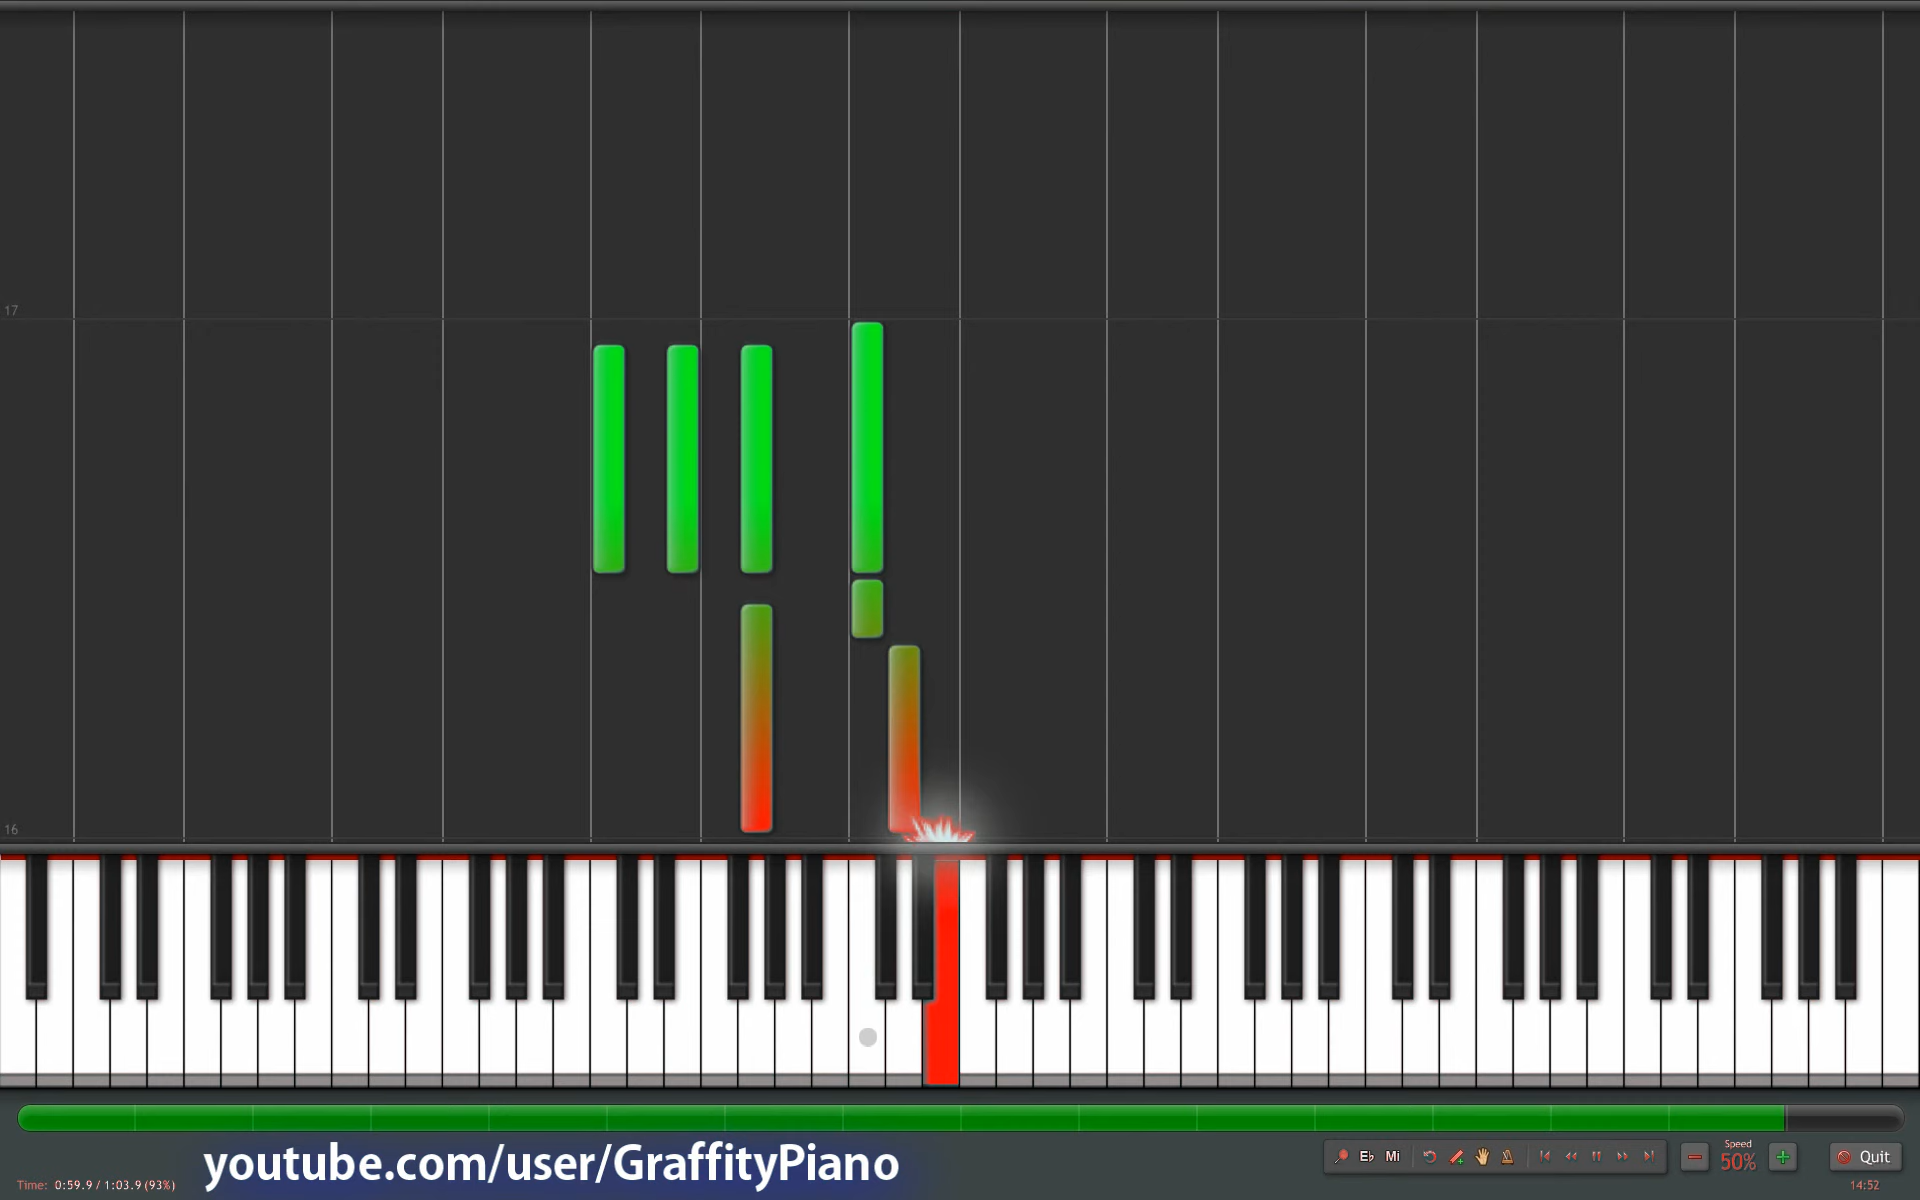 17
16
youtube.com/user/GraffityPiano
Time: 0:59.9 / 1:03.9 (93%)
Eb Mi
Speed
50%
Quit
14:52